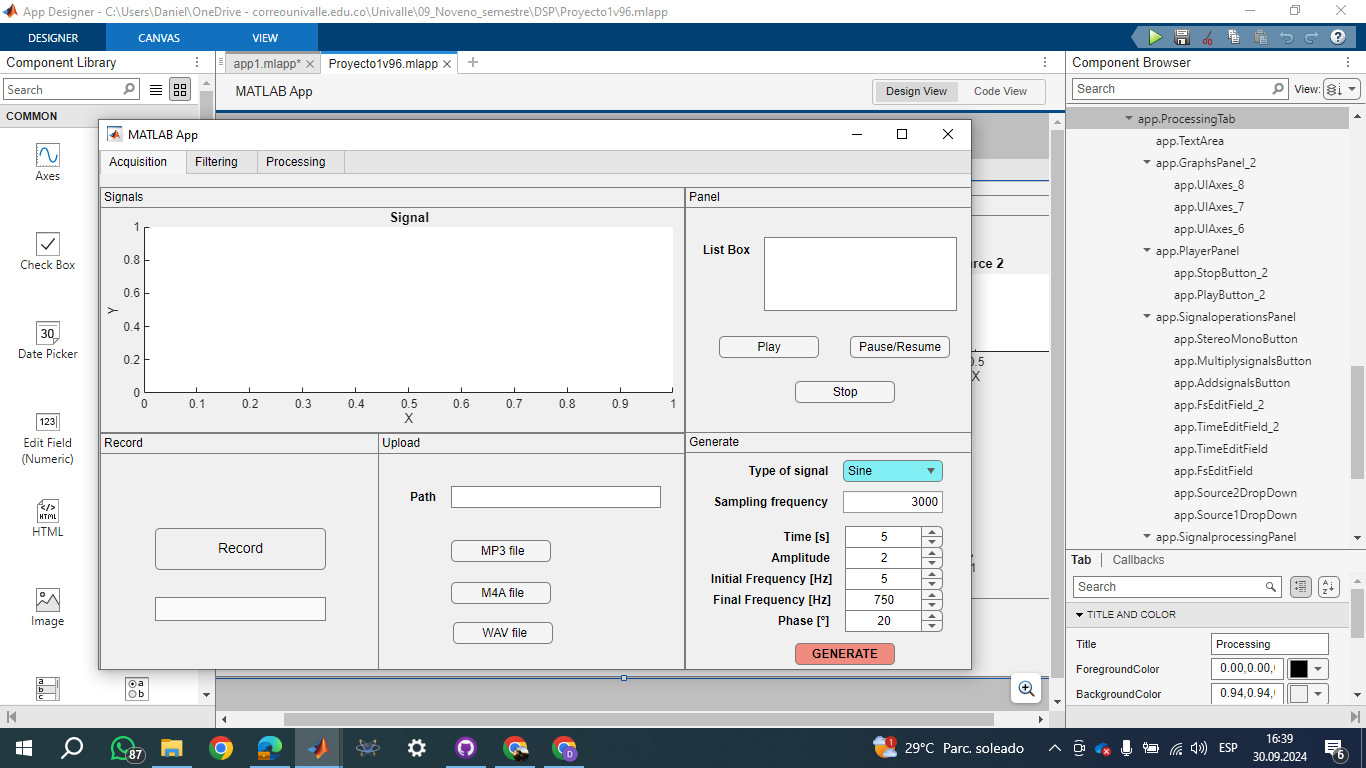 App Designer - C:\Users\Daniel\OneDrive - correounivalle.edu.co\Univalle\09_Noveno_semestre\DSP\Proyecto1v96.mlapp
DESIGNER CANVAS VIEW
Component Library
Search
COMMON
Axes
Check Box
30
Date Picker
123
Edit Field
(Numeric)
HTML
HTML
Image
a
b
c
a
b
app1.mlapp* Proyecto1v96.mlapp
MATLAB App
Design View Code View
MATLAB App
Acquisition Filtering Processing
Signals
Signal
1
0.8
0.6
0.4
0.2
0
Y
0 0.1 0.2 0.3 0.4 0.5 0.6 0.7 0.8 0.9 1
X
Panel
List Box
Play Pause/Resume
Stop
Record
Record
Upload
Path
MP3 file
M4A file
WAV file
Generate
Type of signal Sine
Sampling frequency 3000
Time [s] 5
Amplitude 2
Initial Frequency [Hz] 5
Final Frequency [Hz] 750
Phase [°] 20
GENERATE
rce 2
0.5
X
1
Component Browser
Search View:
app.ProcessingTab
app.TextArea
app.GraphsPanel_2
app.UIAxes_8
app.UIAxes_7
app.UIAxes_6
app.PlayerPanel
app.StopButton_2
app.PlayButton_2
app.SignaloperationsPanel
app.StereoMonoButton
app.MultiplysignalsButton
app.AddsignalsButton
app.FsEditField_2
app.TimeEditField_2
app.TimeEditField
app.FsEditField
app.Source2DropDown
app.Source1DropDown
app.SignalprocessingPanel
Tab Callbacks
Search
A
Z
TITLE AND COLOR
Title Processing
ForegroundColor 0.00,0.00,
BackgroundColor 0.94,0.94,
87
D
1
29°C Parc. soleado
ESP
16:39
30.09.2024
6